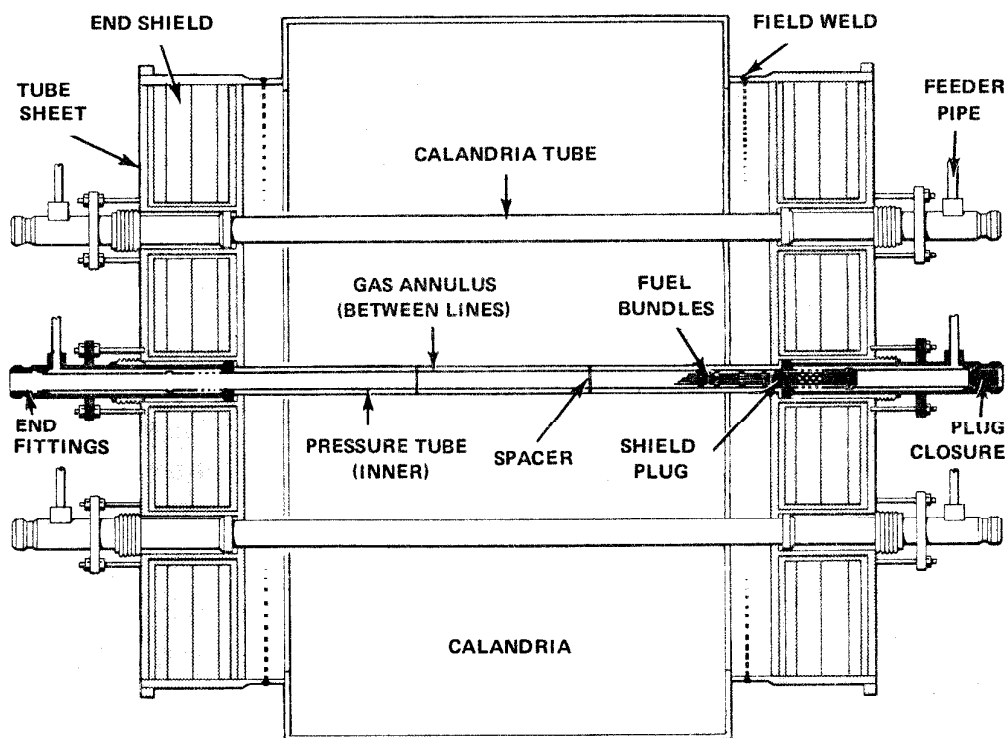 END SHIELD
FIELD WELD
TUBE
SHEET
FEEDER
PIPE
CALANDRIA TUBE
GAS ANNULUS
(BETWEEN LINES)
FUEL
BUNDLES
END
FITTINGS
PRESSURE TUBE
(INNER)
SPACER
SHIELD
PLUG
PLUG
CLOSURE
CALANDRIA